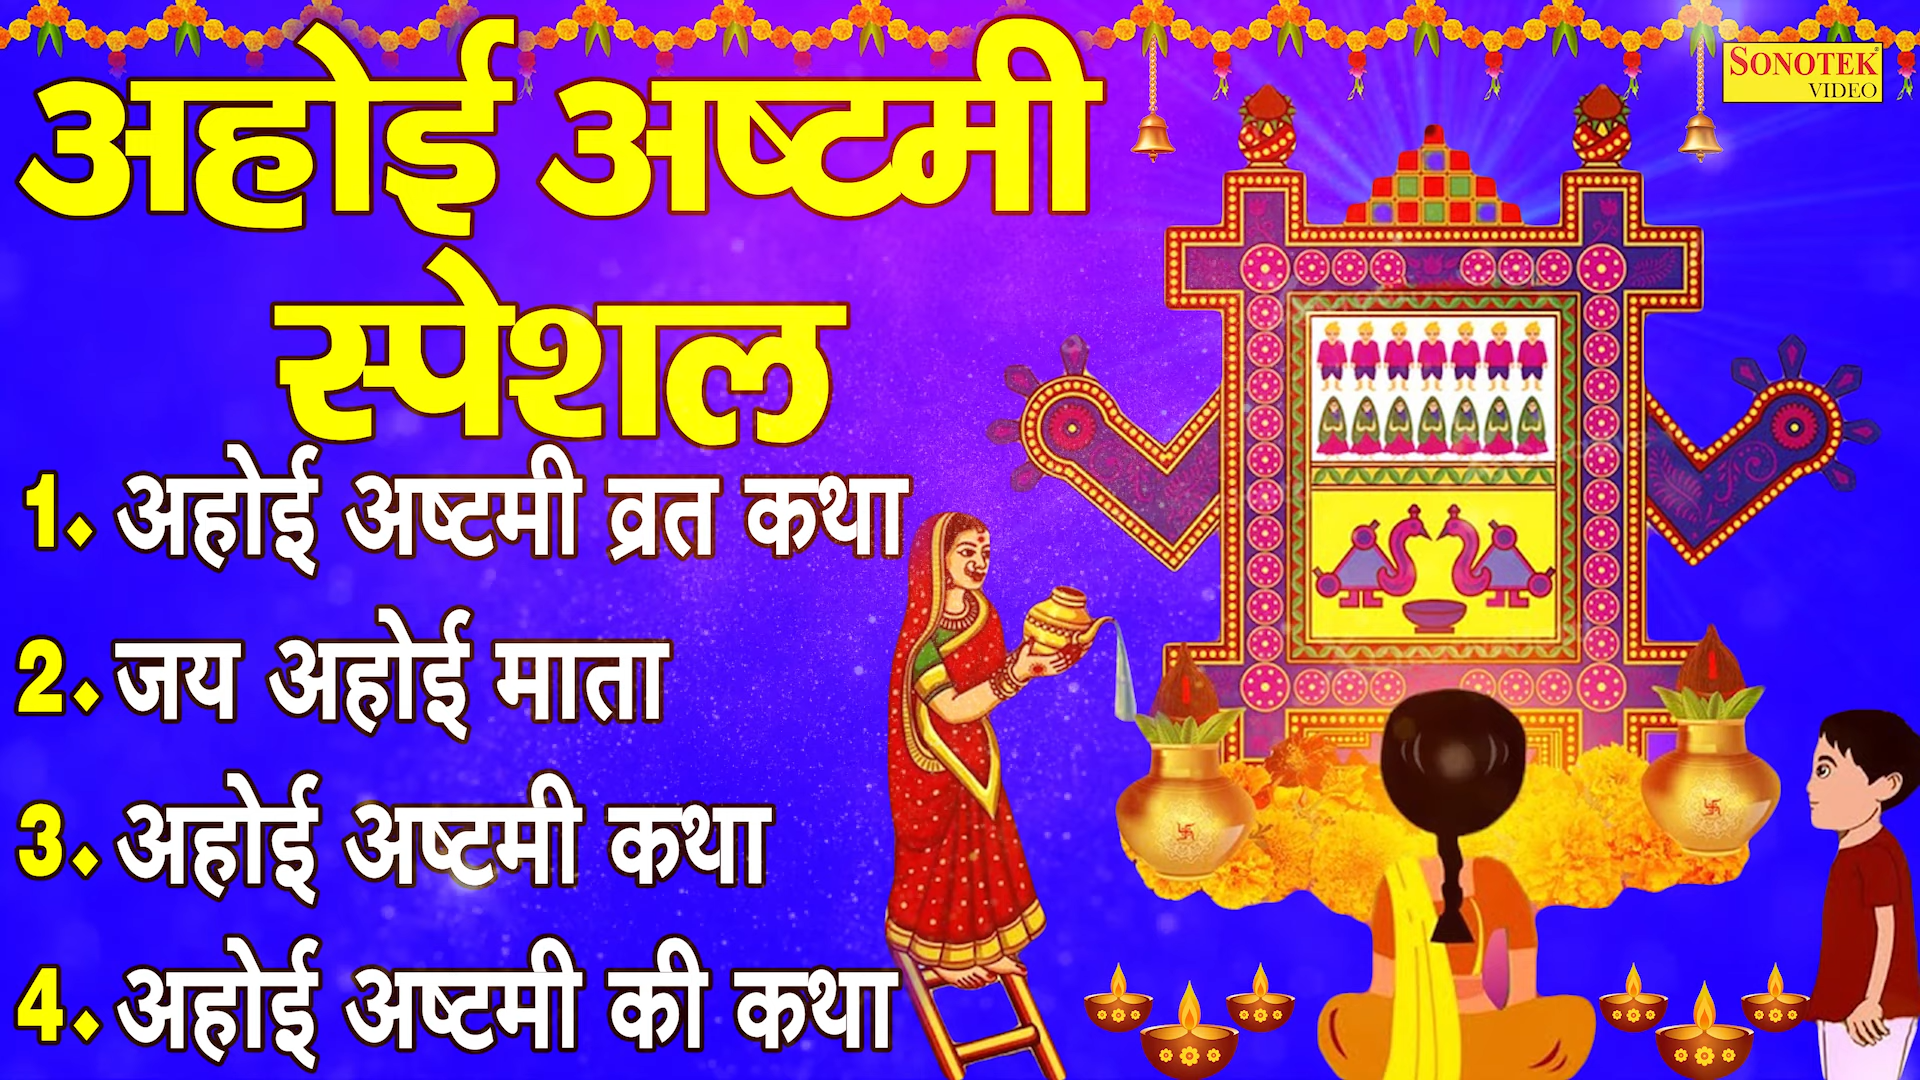 अहोई अष्टमी
स्पेशल
1. अहोई अष्टमी व्रत कथा
2. जय अहोई माता
3. अहोई अष्टमी कथा
4. अहोई अष्टमी की कथा
SONOTEK
VIDEO